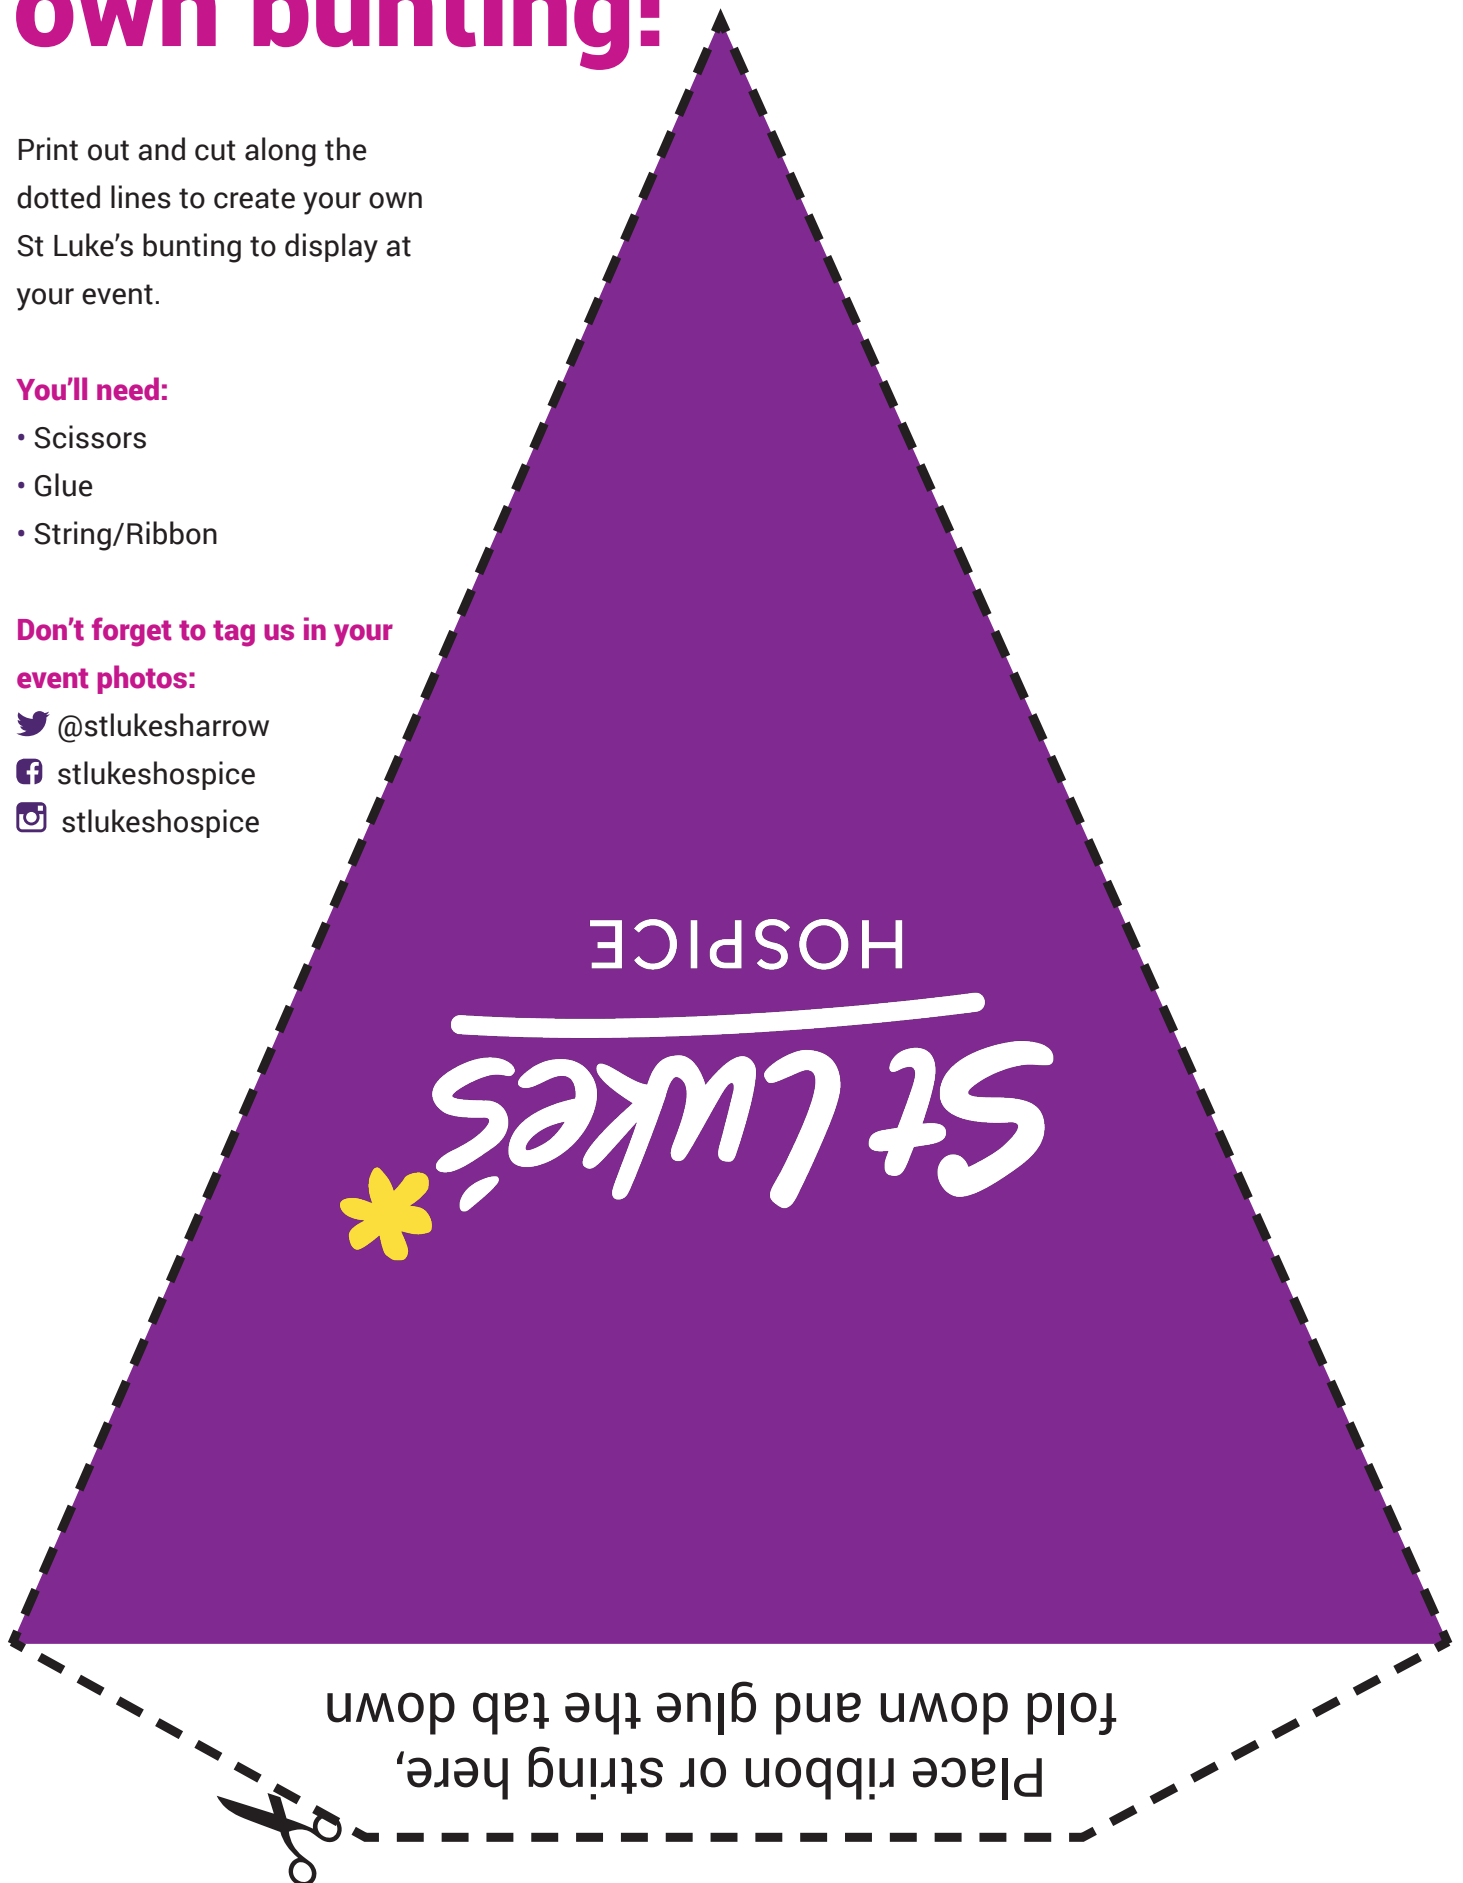 own bunting!
Print out and cut along the
dotted lines to create your own
St Luke’s bunting to display at
your event.
You’ll need:
• Scissors
• Glue
• String/Ribbon
Don’t forget to tag us in your
event photos:
@stlukesharrow
stlukeshospice
stlukeshospice
St Luke's
HOSPICE
Place ribbon or string here,
fold down and glue the tab down